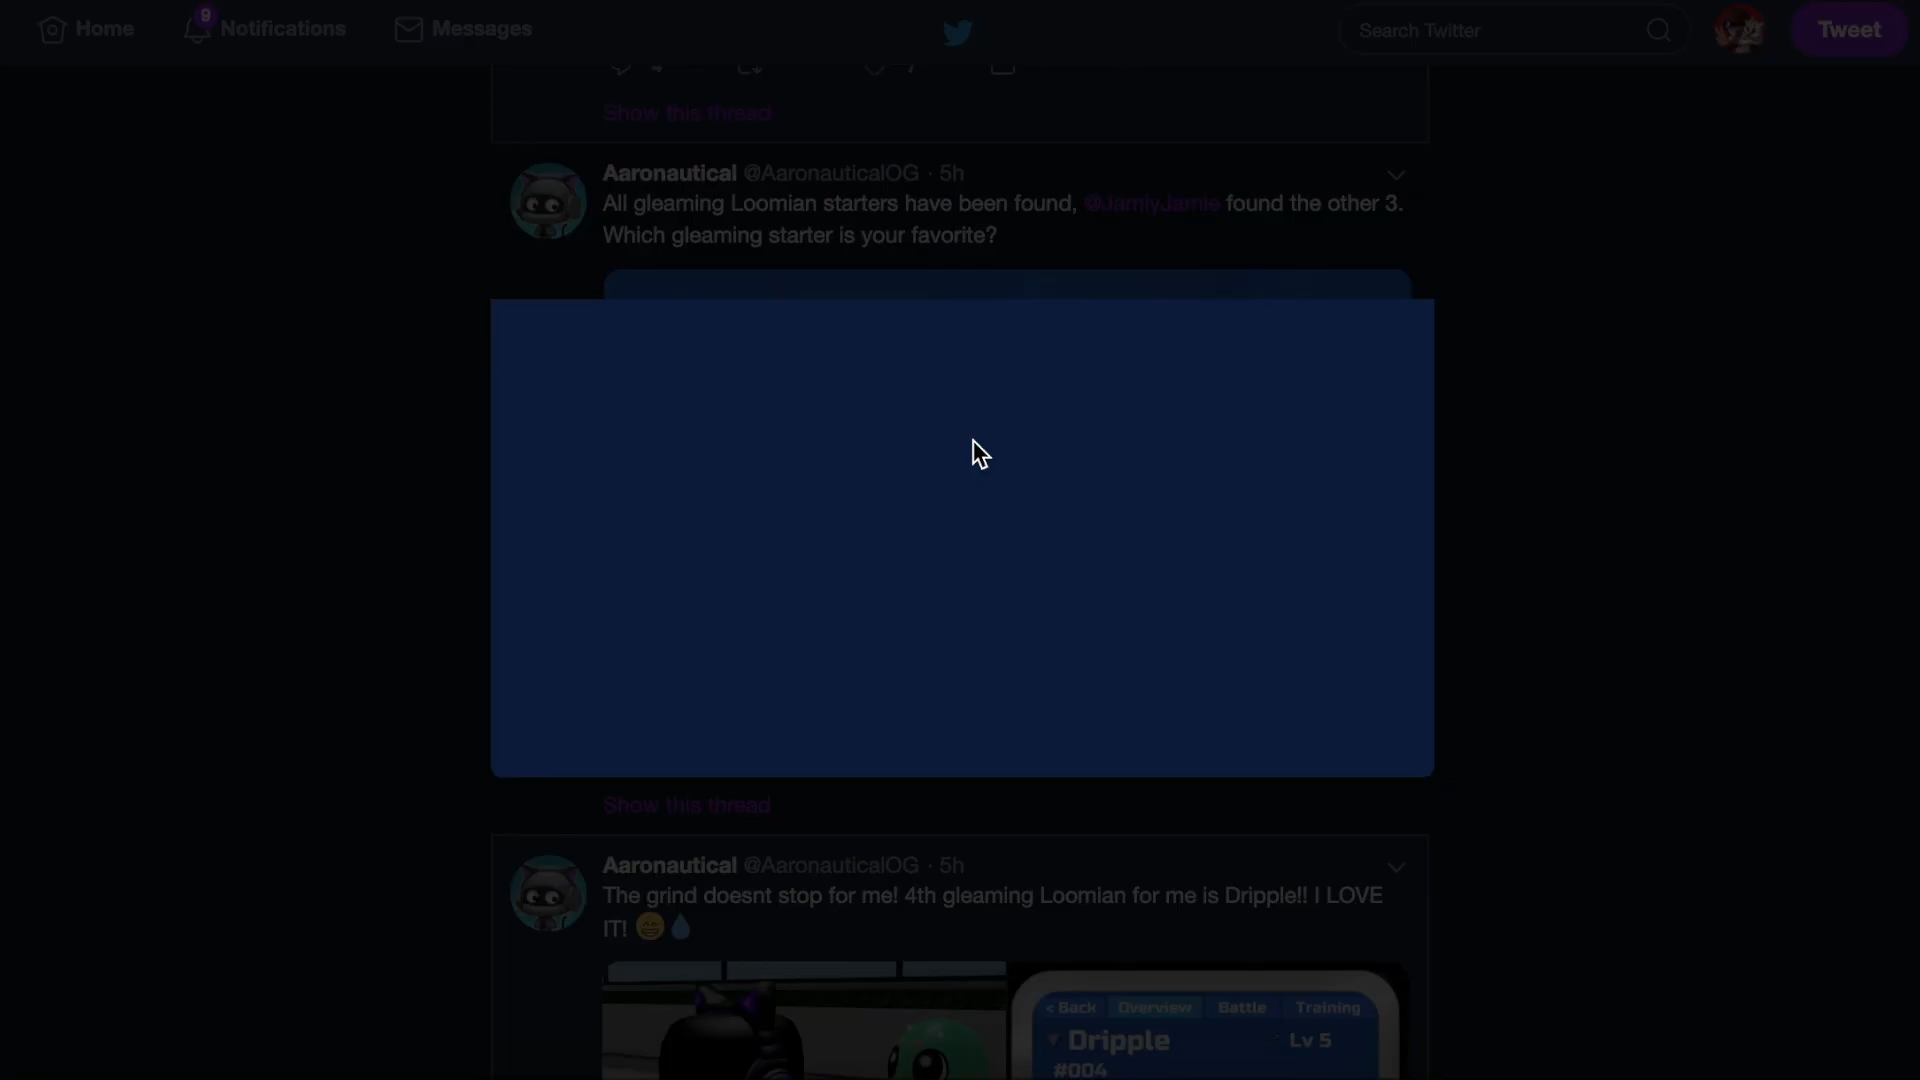 Home
9
Notifications
Messages
Search Twitter
Tweet
Show this thread
Aaronautical @AaronauticalOG · 5h
All gleaming Loomian starters have been found, @JamiyJamie found the other 3.
Which gleaming starter is your favorite?
Show this thread
Aaronautical @AaronauticalOG · 5h
The grind doesnt stop for me! 4th gleaming Loomian for me is Dripple!! I LOVE
IT! 😄💧
< Back Overview Battle Training
Dripple Lv 5
#004